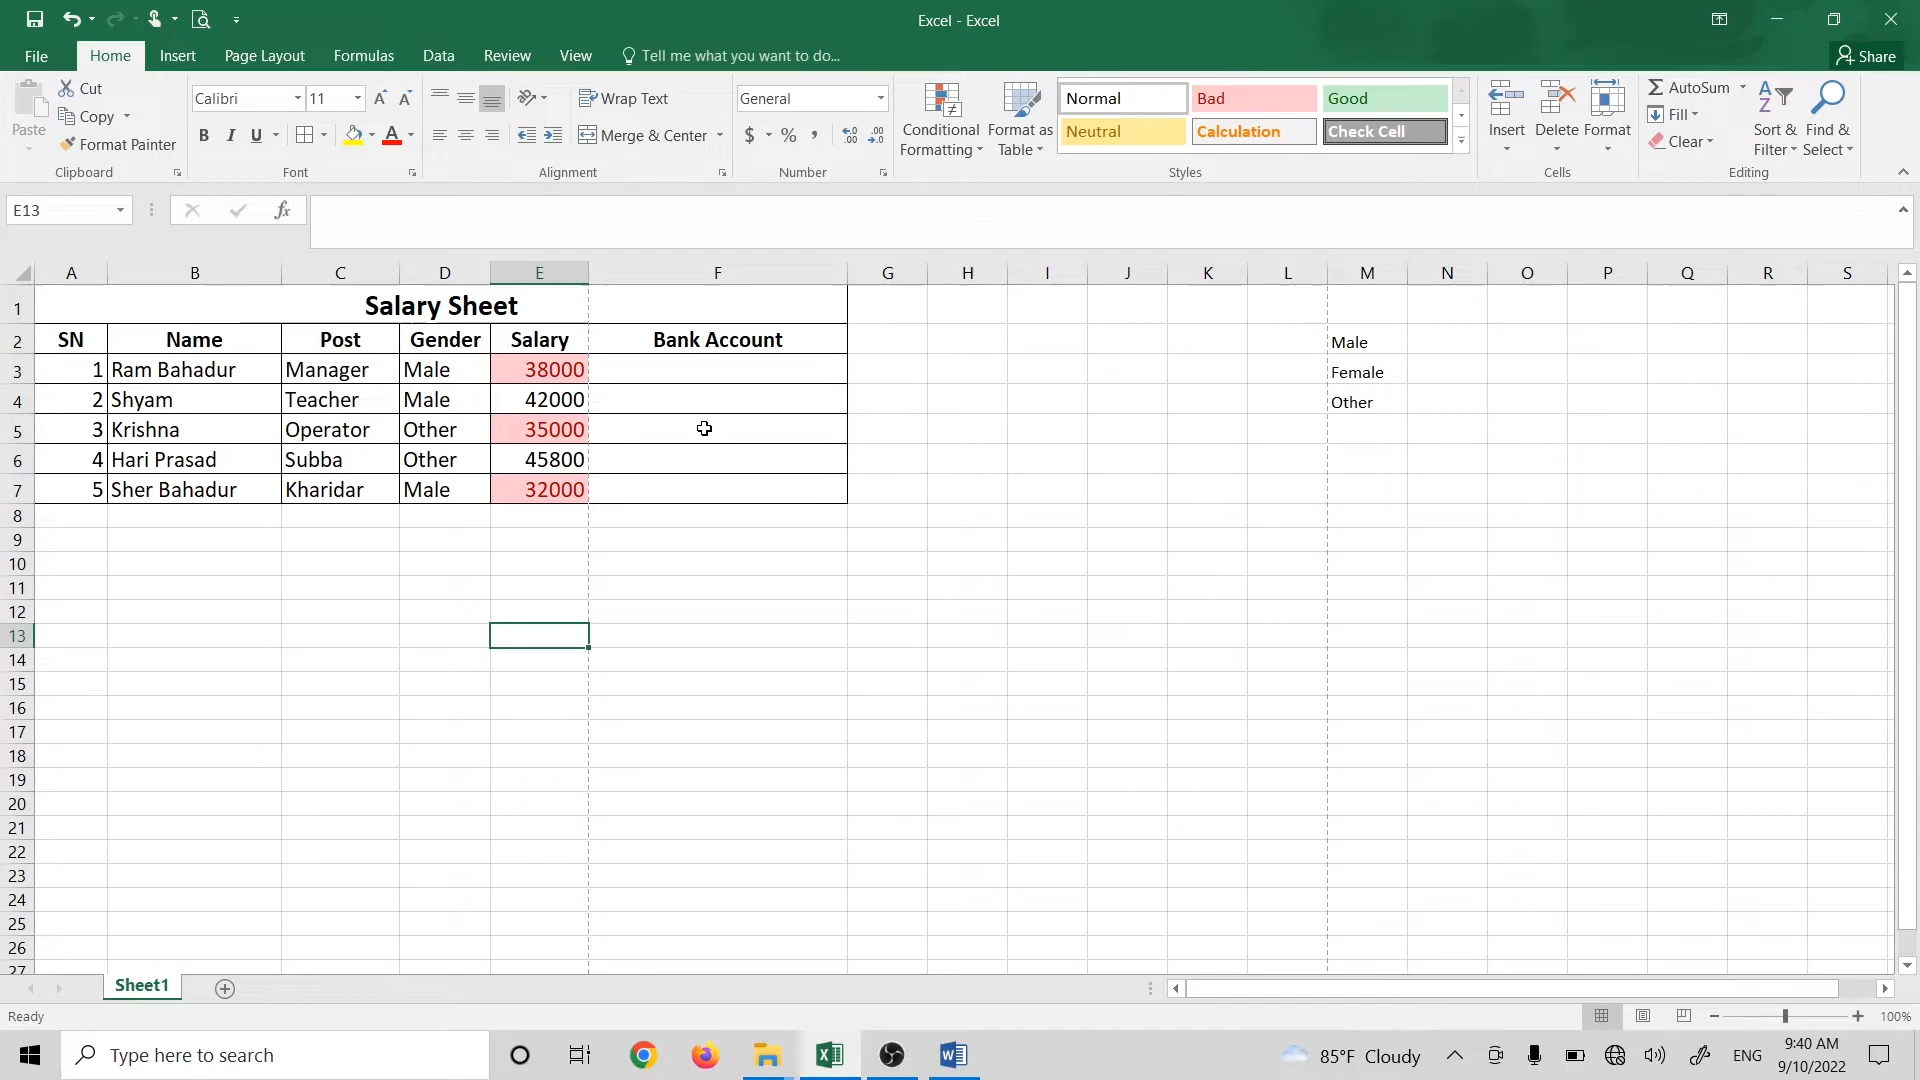 Excel - Excel
File Home Insert Page Layout Formulas Data Review View Tell me what you want to do... Share
Paste
Cut
Copy
Format Painter
Clipboard
Calibri 11 A A
B I U A
Font
Wrap Text
Merge & Center
Alignment
General
$ % , .0 .00 .00 .0
Number
Conditional Formatting
Format as Table
Normal Bad Good
Neutral Calculation Check Cell
Styles
Insert Delete Format
Cells
AutoSum
Fill
Clear
Sort & Filter
Find & Select
Editing
E13 fx
A B C D E F G H I J K L M N O P Q R S
1 Salary Sheet
2 SN Name Post Gender Salary Bank Account Male
3 1 Ram Bahadur Manager Male 38000 Female
4 2 Shyam Teacher Male 42000 Other
5 3 Krishna Operator Other 35000
6 4 Hari Prasad Subba Other 45800
7 5 Sher Bahadur Kharidar Male 32000
8
9
10
11
12
13
14
15
16
17
18
19
20
21
22
23
24
25
26
27
Sheet1
Ready 100%
Type here to search 85°F Cloudy ENG 9:40 AM
9/10/2022